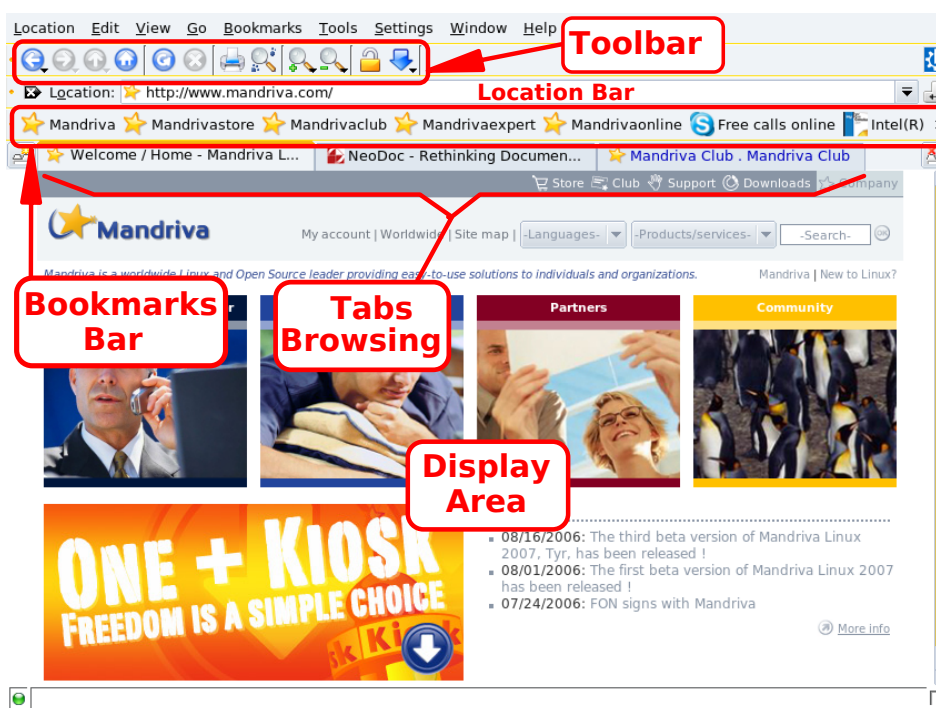 Location Edit View Go Bookmarks Tools Settings Window Help
Toolbar
Location: http://www.mandriva.com/
Location Bar
Mandriva Mandrivastore Mandrivaclub Mandrivaexpert Mandrivaonline Free calls online Intel(R)
Welcome / Home - Mandriva L... NeoDoc - Rethinking Documen... Mandriva Club . Mandriva Club
Store Club Support Downloads Company
Mandriva
My account | Worldwide | Site map | -Languages- -Products/services- -Search- OK
Mandriva is a worldwide Linux and Open Source leader providing easy-to-use solutions to individuals and organizations.
Mandriva | New to Linux?
Bookmarks
Bar
Tabs
Browsing
Partners
Community
Display
Area
ONE + KIOSK
FREEDOM IS A SIMPLE CHOICE
08/16/2006: The third beta version of Mandriva Linux
2007, Tyr, has been released !
08/01/2006: The first beta version of Mandriva Linux 2007
has been released !
07/24/2006: FON signs with Mandriva
More info